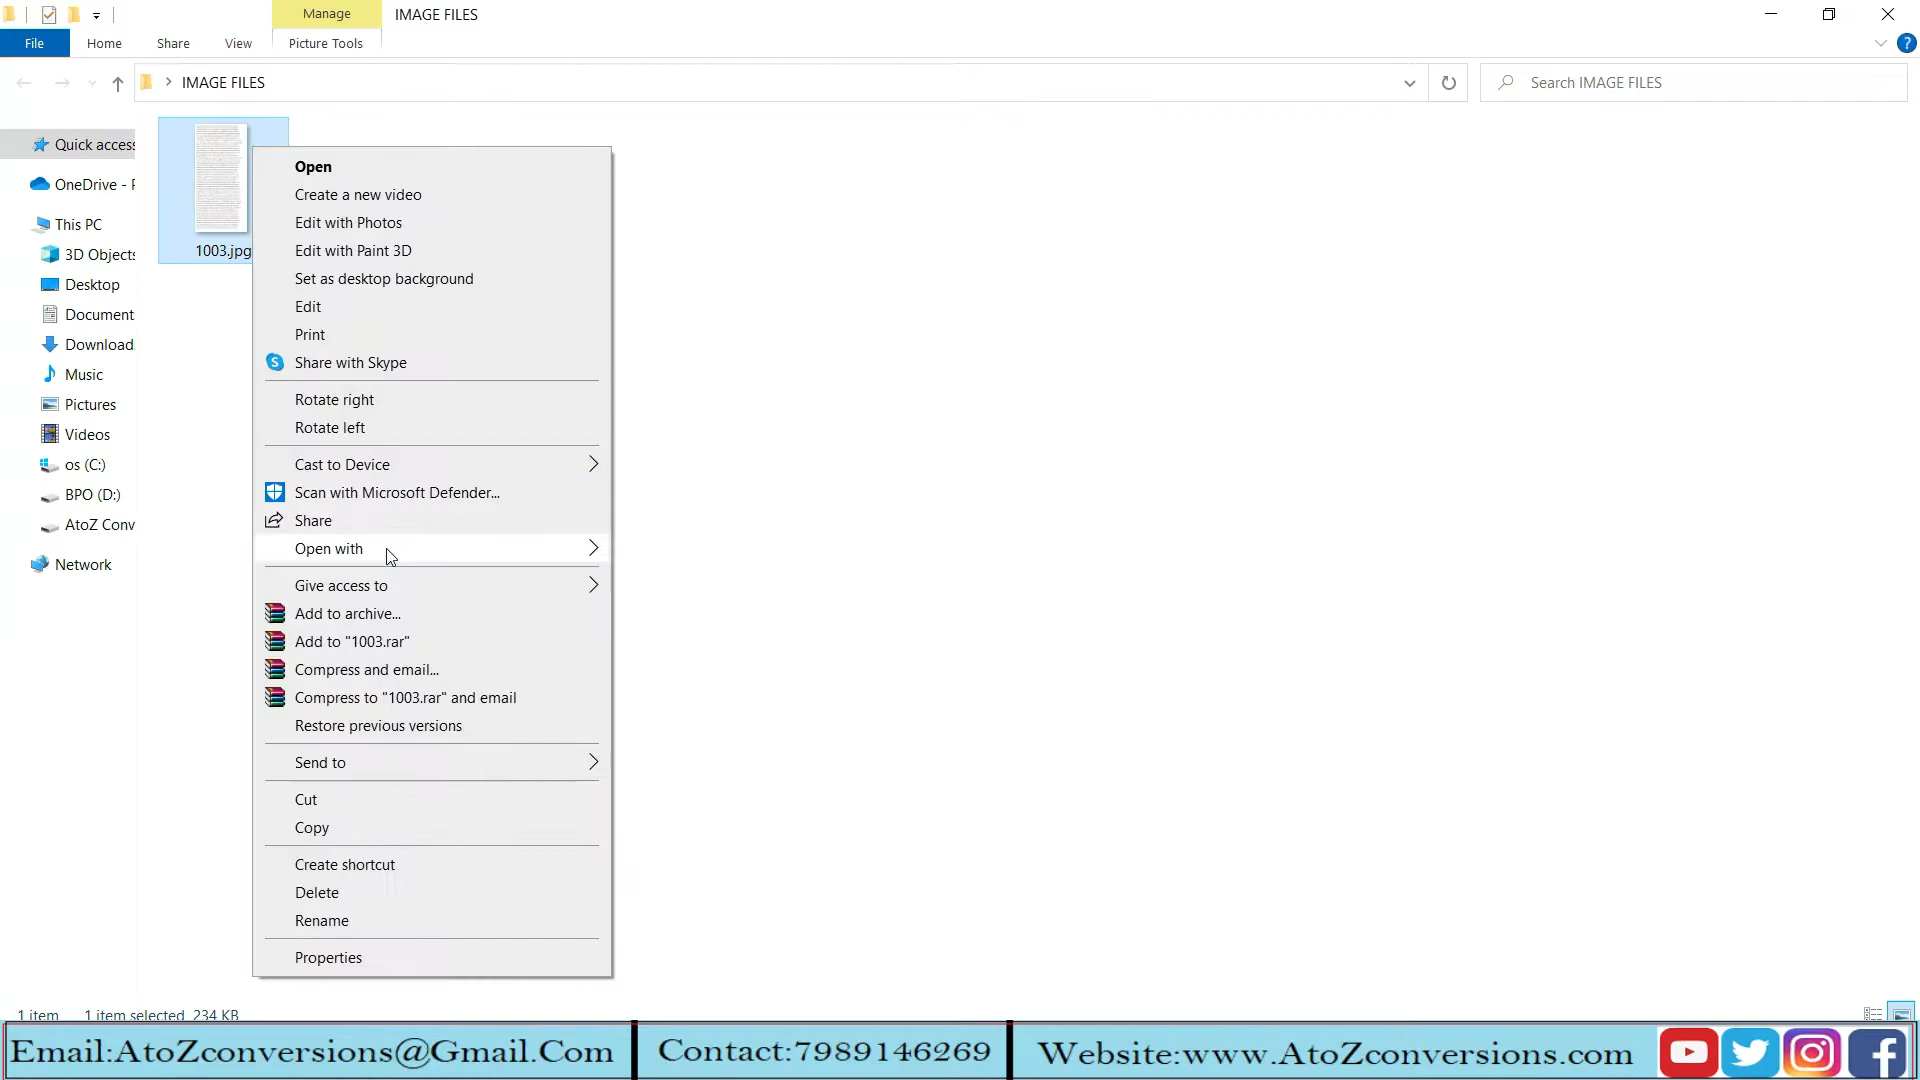 Manage
IMAGE FILES
File
Home
Share
View
Picture Tools
IMAGE FILES
Search IMAGE FILES
Quick access
OneDrive - P
This PC
3D Objects
Desktop
Document
Download
Music
Pictures
Videos
os (C:)
BPO (D:)
AtoZ Conv
Network
1003.jpg
Open
Create a new video
Edit with Photos
Edit with Paint 3D
Set as desktop background
Edit
Print
Share with Skype
Rotate right
Rotate left
Cast to Device
Scan with Microsoft Defender...
Share
Open with
Give access to
Add to archive...
Add to "1003.rar"
Compress and email...
Compress to "1003.rar" and email
Restore previous versions
Send to
Cut
Copy
Create shortcut
Delete
Rename
Properties
1 item 1 item selected 234 KB
Email:AtoZconversions@Gmail.Com
Contact:7989146269
Website:www.AtoZconversions.com